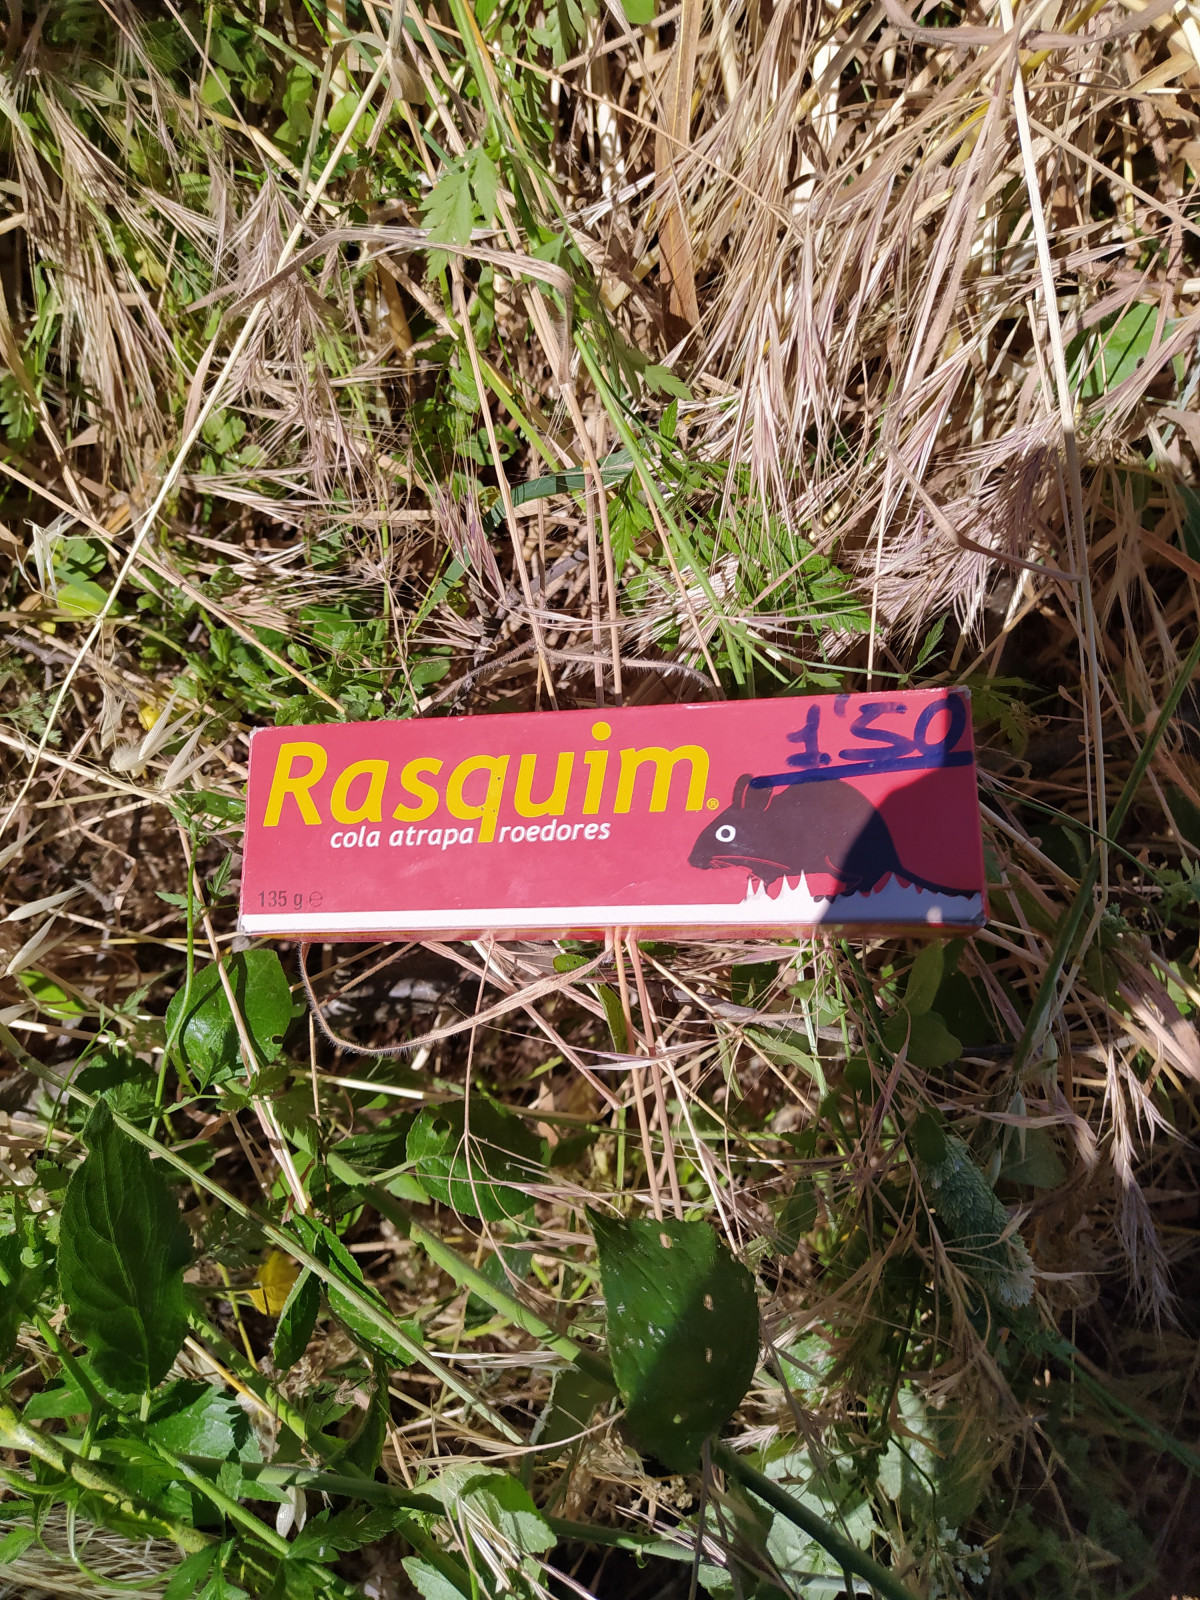 Rasquim®
1'50
cola atrapa roedores
135 g ℮